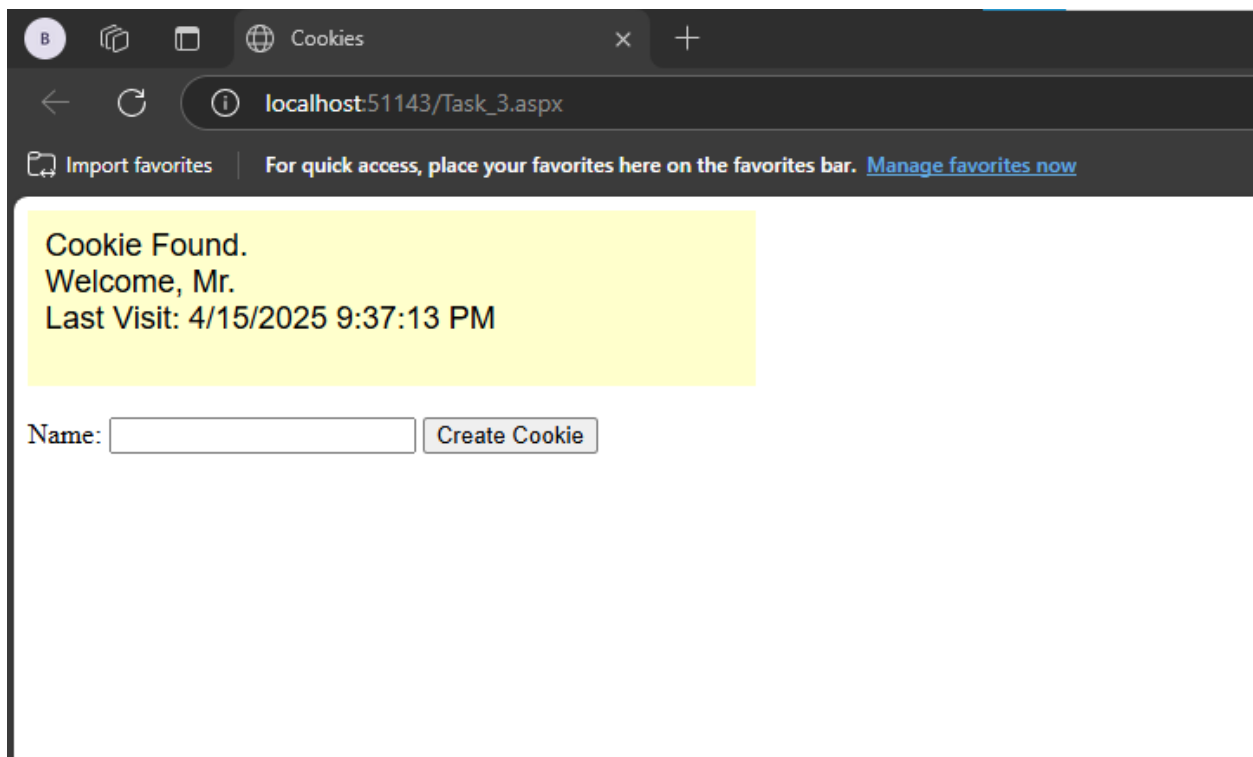 B
Cookies
localhost:51143/Task_3.aspx
Import favorites For quick access, place your favorites here on the favorites bar. Manage favorites now
Cookie Found.
Welcome, Mr.
Last Visit: 4/15/2025 9:37:13 PM
Name: Create Cookie